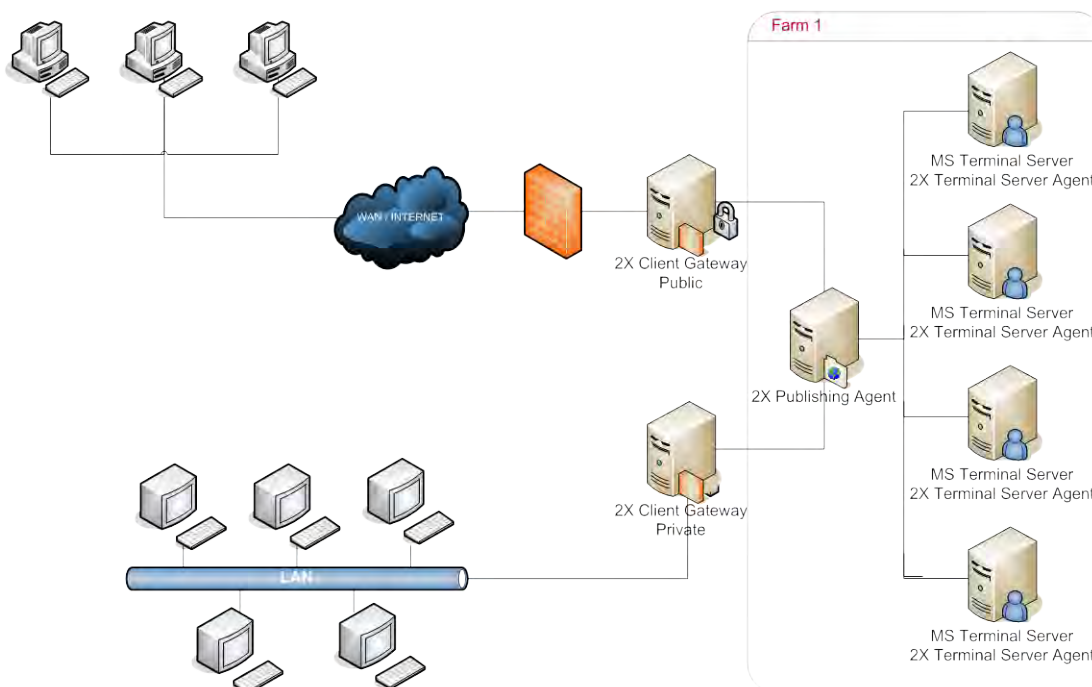 Farm 1
MS Terminal Server
2X Terminal Server Agent
WAN / INTERNET
2X Client Gateway
Public
MS Terminal Server
2X Terminal Server Agent
2X Publishing Agent
MS Terminal Server
2X Terminal Server Agent
2X Client Gateway
Private
LAN
MS Terminal Server
2X Terminal Server Agent